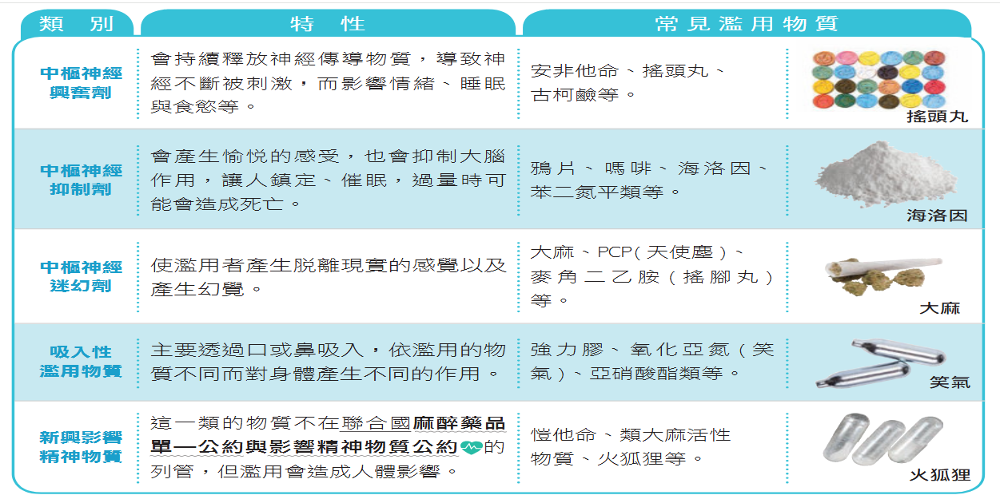 類 別
特 性
常見濫用物質
中樞神經
興奮劑
會持續釋放神經傳導物質，導致神
經不斷被刺激，而影響情緒、睡眠
與食慾等。
安非他命、搖頭丸、
古柯鹼等。
搖頭丸
中樞神經
抑制劑
會產生愉悅的感受，也會抑制大腦
作用，讓人鎮定、催眠，過量時可
能會造成死亡。
鴉片、嗎啡、海洛因、
苯二氮平類等。
海洛因
中樞神經
迷幻劑
使濫用者產生脫離現實的感覺以及
產生幻覺。
大麻、PCP(天使塵)、
麥角二乙胺(搖腳丸)
等。
大麻
吸入性
濫用物質
主要透過口或鼻吸入，依濫用的物
質不同而對身體產生不同的作用。
強力膠、氧化亞氮(笑
氣)、亞硝酸酯類等。
笑氣
新興影響
精神物質
這一類的物質不在聯合國麻醉藥品
單一公約與影響精神物質公約的
列管，但濫用會造成人體影響。
愷他命、類大麻活性
物質、火狐狸等。
火狐狸